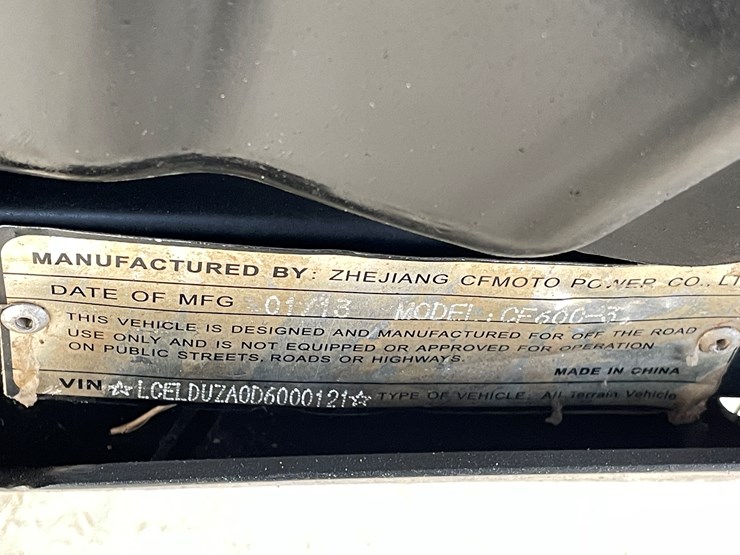 MANUFACTURED BY: ZHEJIANG CFMOTO POWER CO., LT
DATE OF MFG 01/13 MODEL: CF600-3
THIS VEHICLE IS DESIGNED AND MANUFACTURED FOR OFF THE ROAD
USE ONLY AND IS NOT EQUIPPED OR APPROVED FOR OPERATION
ON PUBLIC STREETS, ROADS OR HIGHWAYS.
MADE IN CHINA
VIN ☆LCELDUZA0D6000121☆ TYPE OF VEHICLE: All Terrain Vehicle